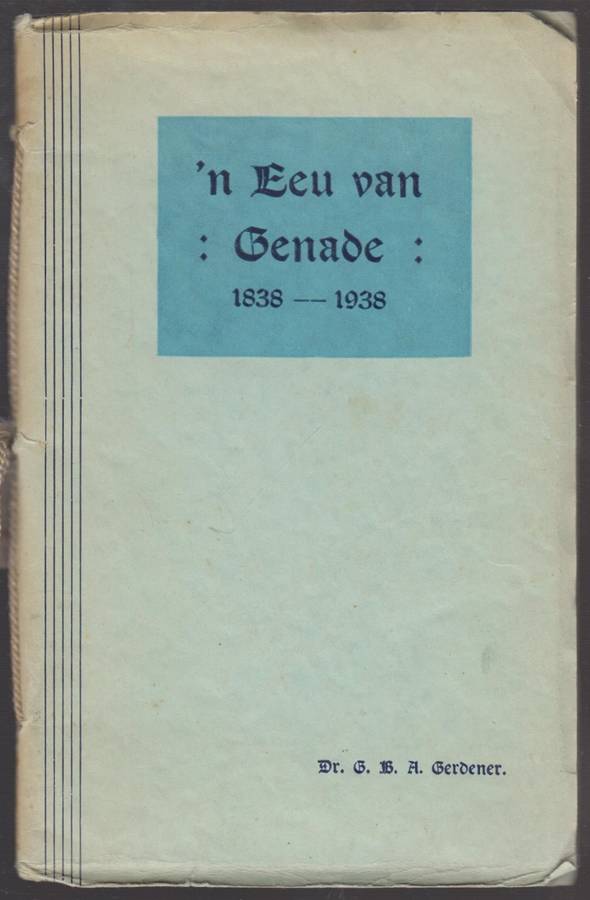 'n Eeu van
: Genade :
1838 — 1938
Dr. G. B. A. Gerdener.